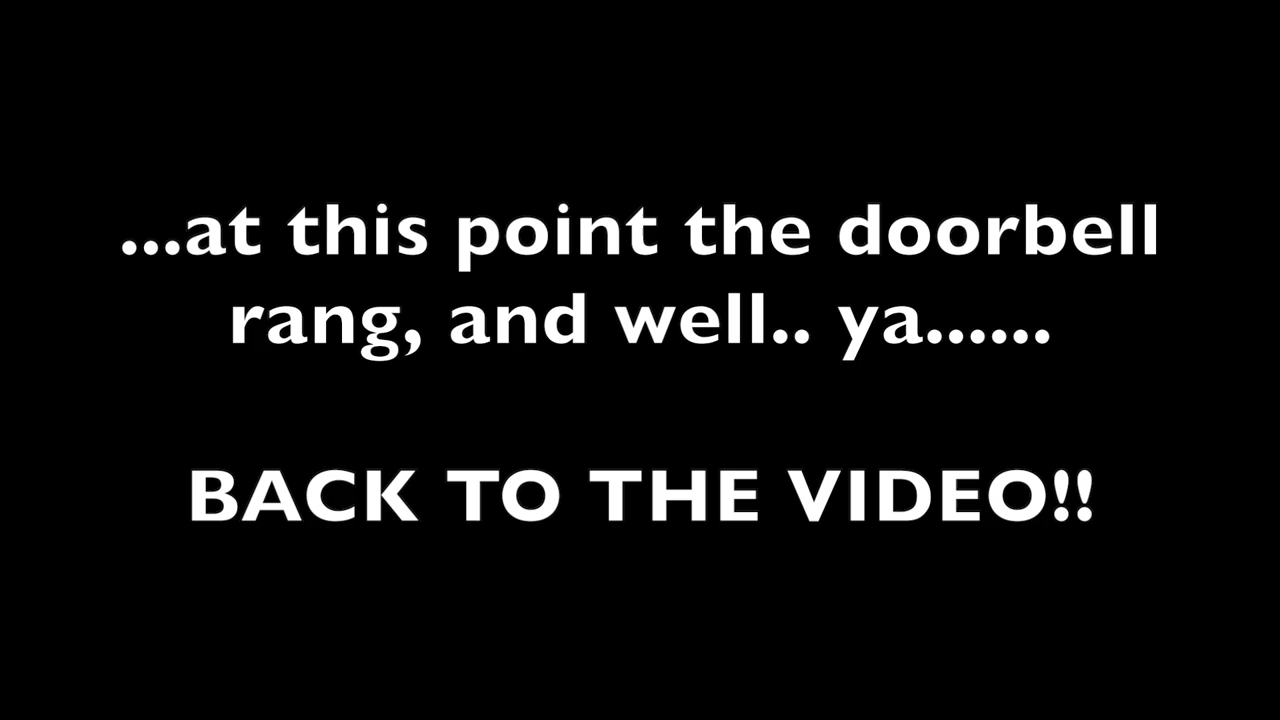 ...at this point the doorbell
rang, and well.. ya......
BACK TO THE VIDEO!!